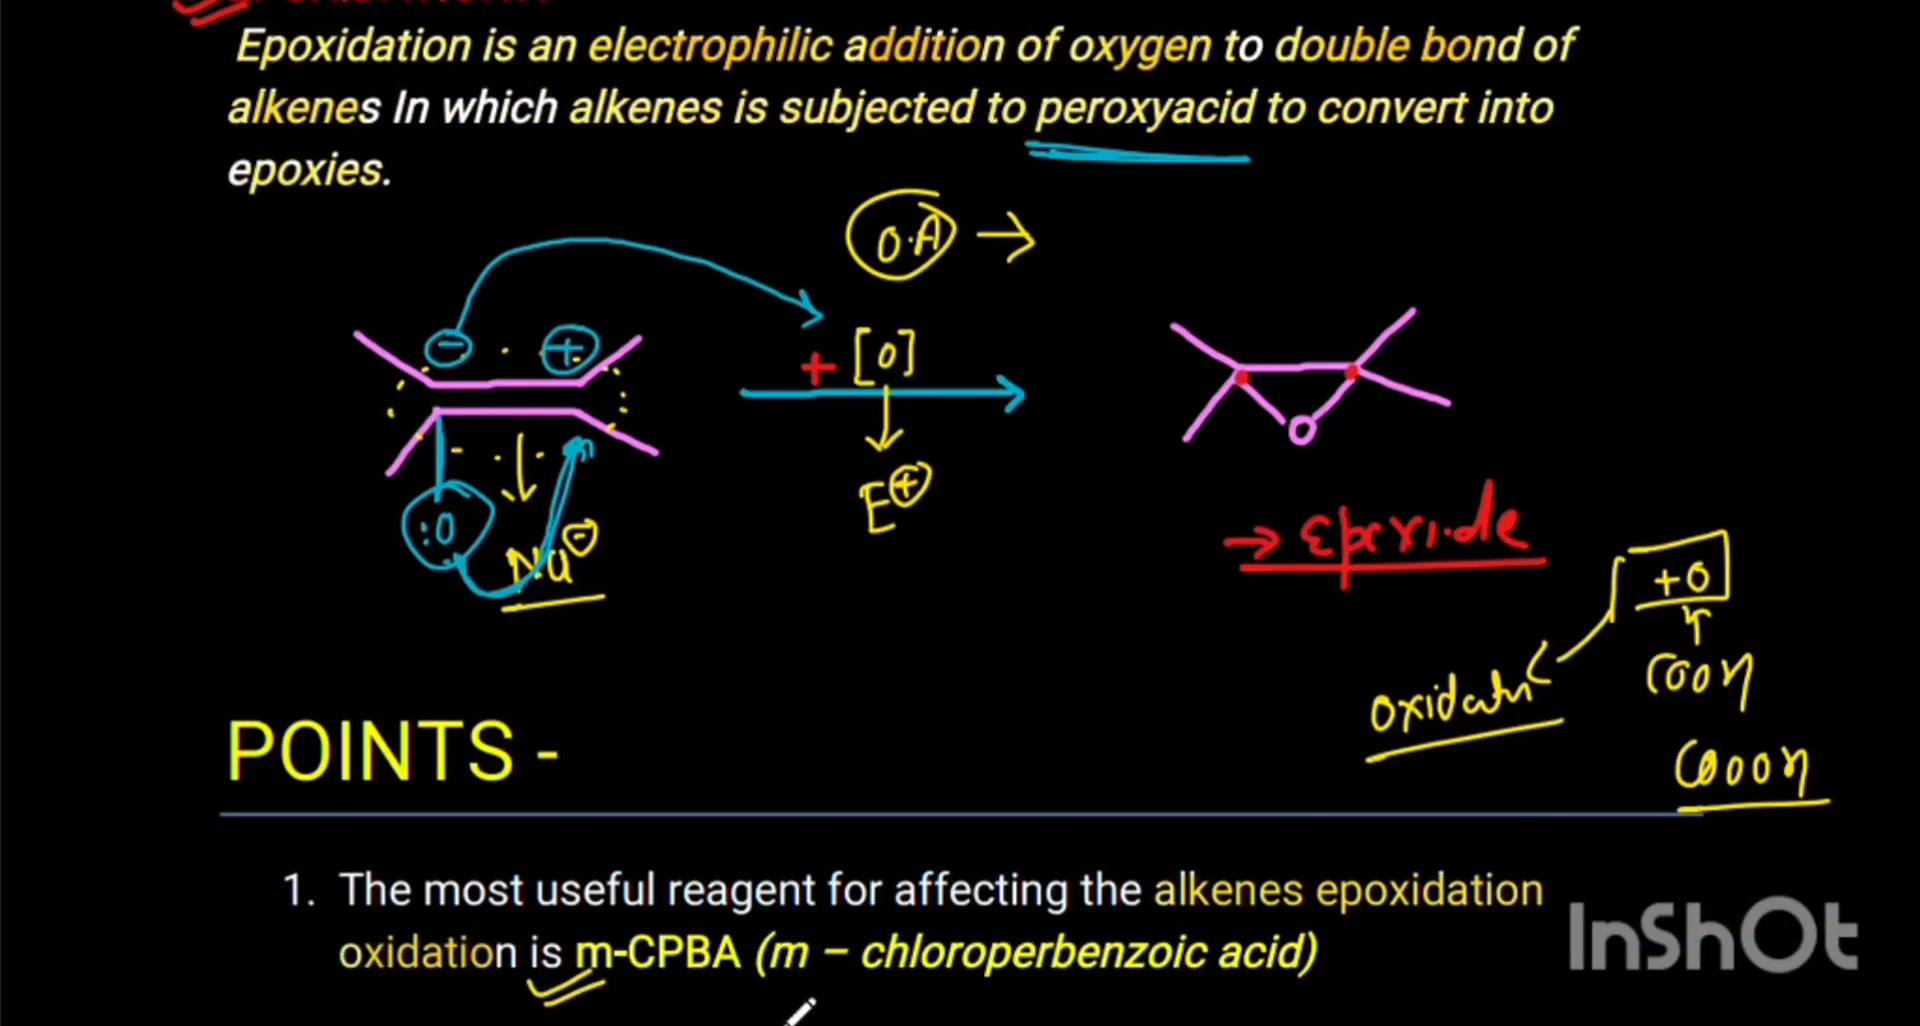 Epoxidation is an electrophilic addition of oxygen to double bond of
alkenes In which alkenes is subjected to peroxyacid to convert into
epoxies.
O.A →
- +
+ [O]
E⊕
:O
Nu⊖
O
→ Epoxide
+O
COOH
Oxidatn
COOOH
POINTS -
1. The most useful reagent for affecting the alkenes epoxidation
oxidation is m-CPBA (m – chloroperbenzoic acid)
InShOt